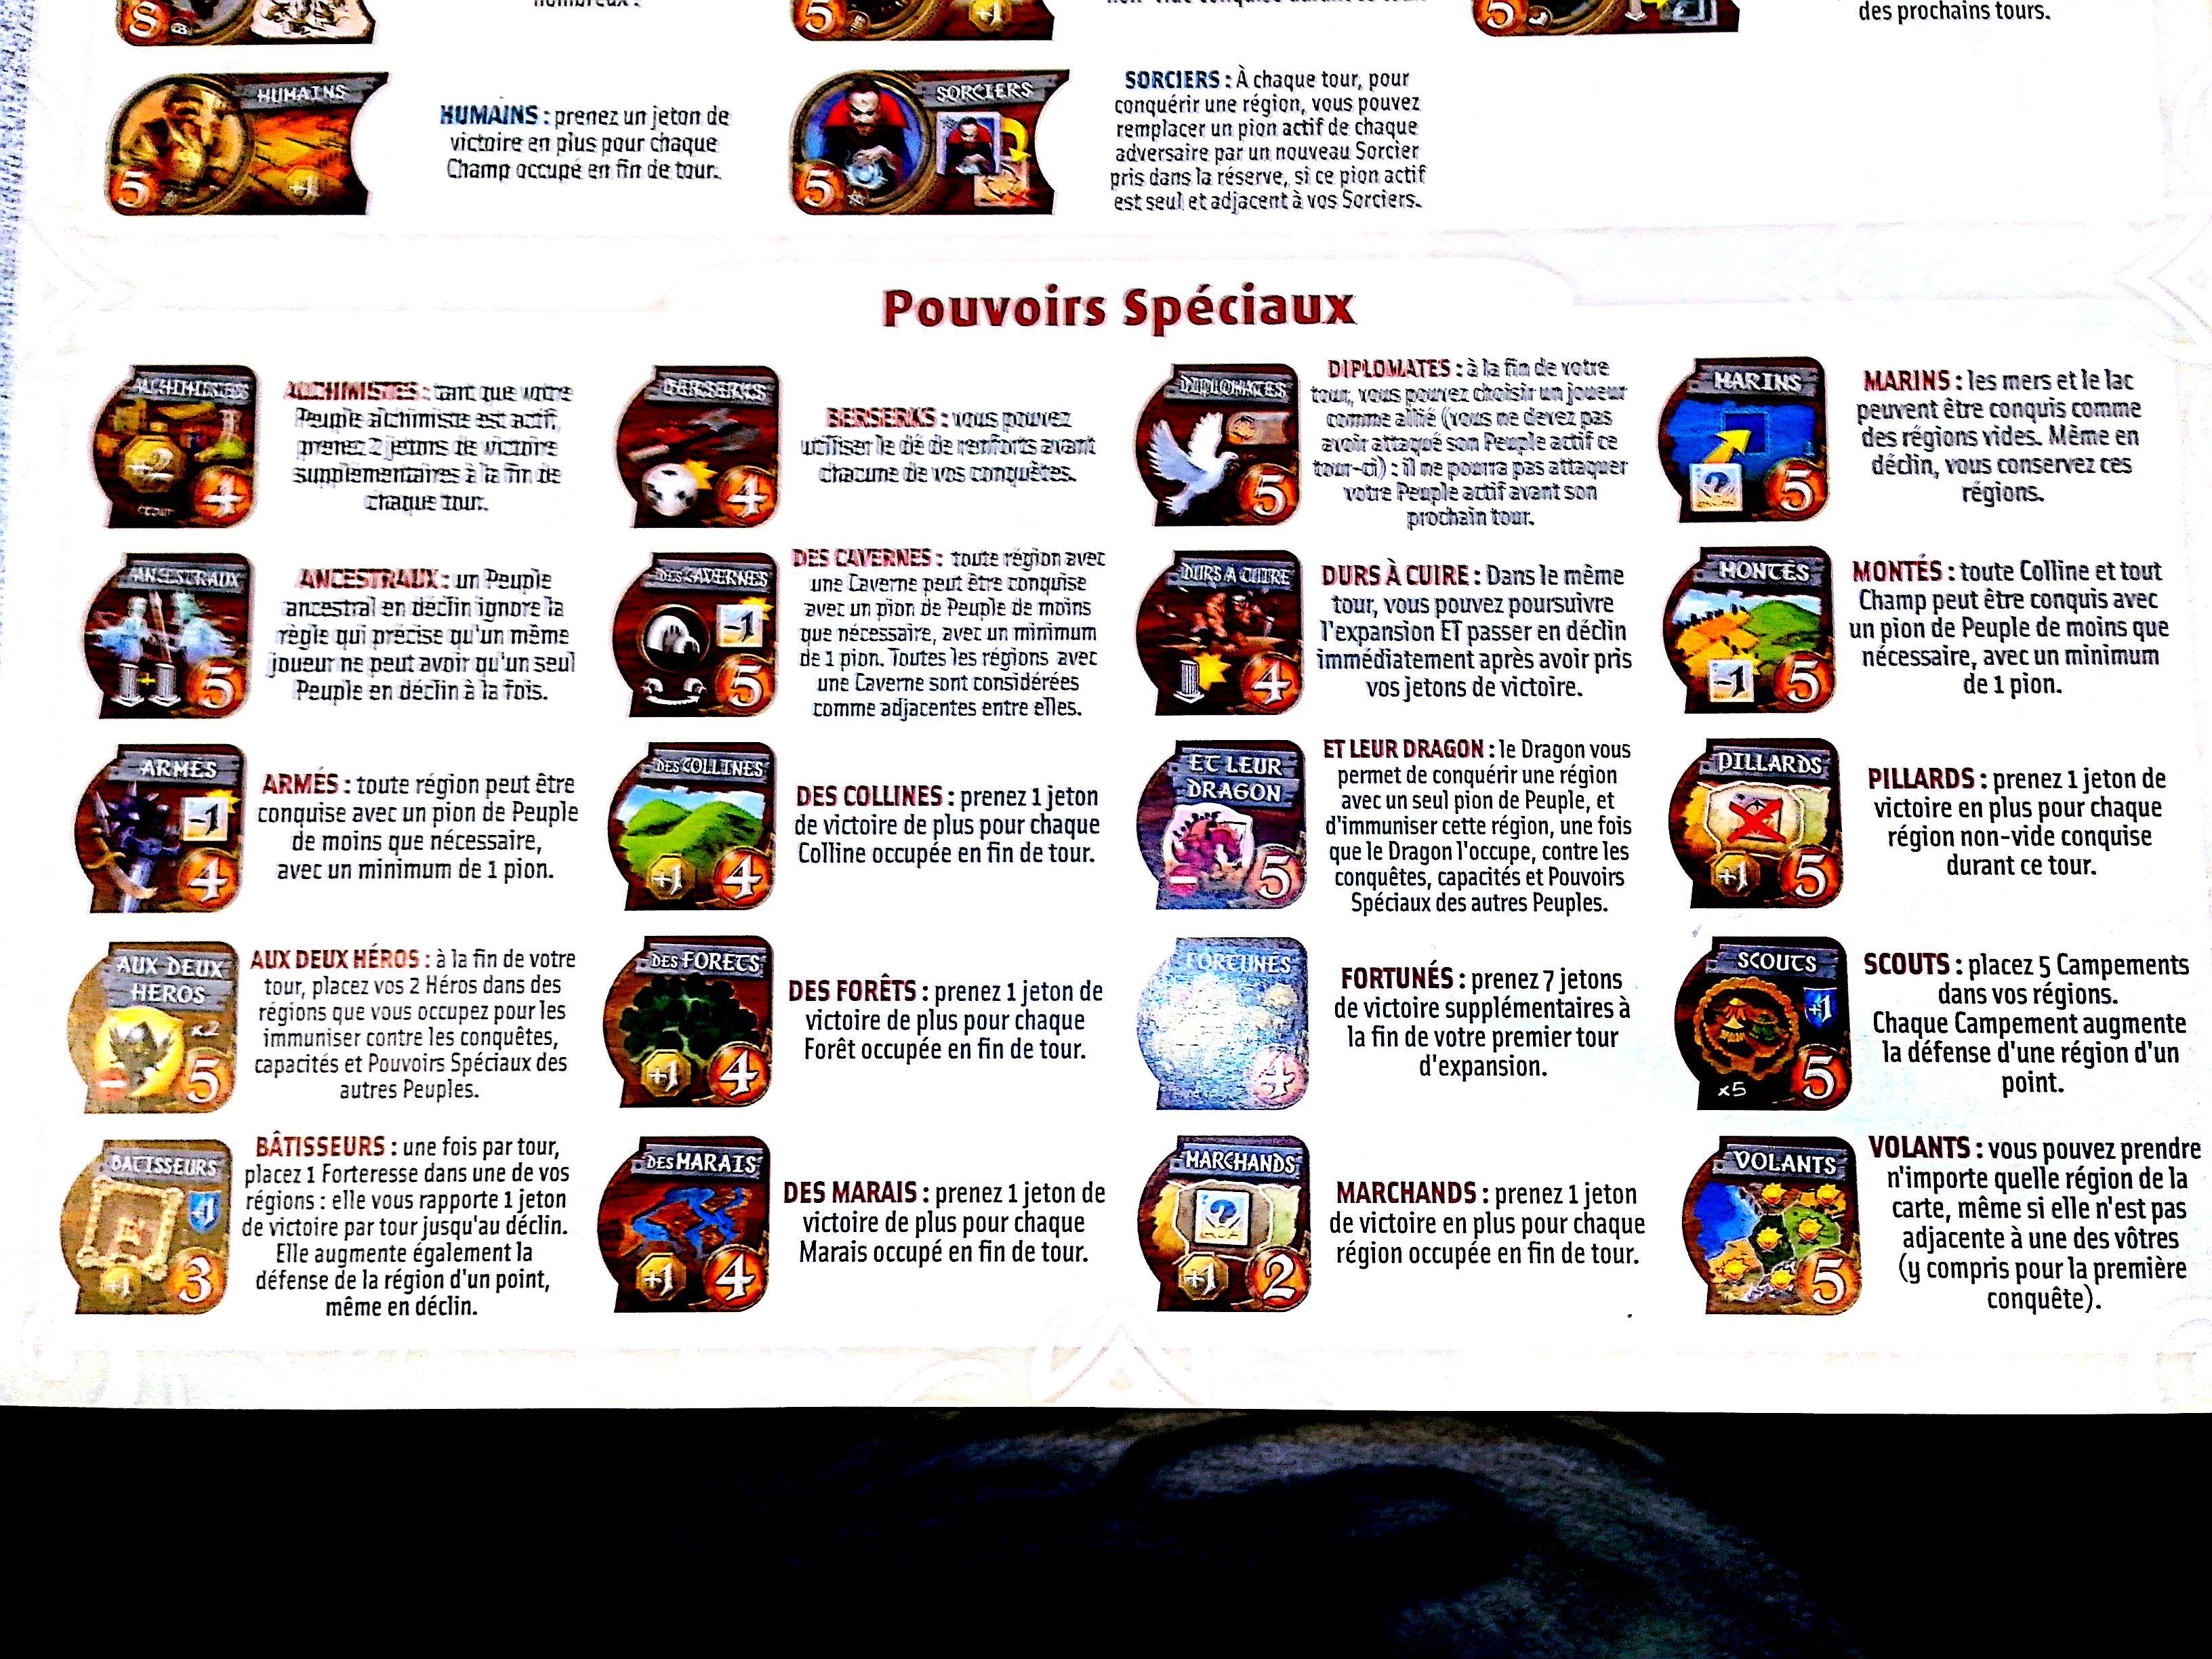 des prochains tours.
HUMAINS
5
+1
HUMAINS : prenez un jeton de
victoire en plus pour chaque
Champ occupé en fin de tour.
SORCIERS
5
SORCIERS : À chaque tour, pour
conquérir une région, vous pouvez
remplacer un pion actif de chaque
adversaire par un nouveau Sorcier
pris dans la réserve, si ce pion actif
est seul et adjacent à vos Sorciers.
Pouvoirs Spéciaux
ALCHIMISTES
+2
4
ALCHIMISTES : tant que votre
Peuple alchimiste est actif,
prenez 2 jetons de victoire
supplémentaires à la fin de
chaque tour.
ANCESTRAUX
+
5
ANCESTRAUX : un Peuple
ancestral en déclin ignore la
règle qui précise qu'un même
joueur ne peut avoir qu'un seul
Peuple en déclin à la fois.
ARMÉS
-1
4
ARMÉS : toute région peut être
conquise avec un pion de Peuple
de moins que nécessaire,
avec un minimum de 1 pion.
AUX DEUX
HÉROS
x2
5
AUX DEUX HÉROS : à la fin de votre
tour, placez vos 2 Héros dans des
régions que vous occupez pour les
immuniser contre les conquêtes,
capacités et Pouvoirs Spéciaux des
autres Peuples.
BÂTISSEURS
+1
+1
3
BÂTISSEURS : une fois par tour,
placez 1 Forteresse dans une de vos
régions : elle vous rapporte 1 jeton
de victoire par tour jusqu'au déclin.
Elle augmente également la
défense de la région d'un point,
même en déclin.
BERSERKS
4
BERSERKS : vous pouvez
utiliser le dé de renforts avant
chacune de vos conquêtes.
DES CAVERNES
-1
5
DES CAVERNES : toute région avec
une Caverne peut être conquise
avec un pion de Peuple de moins
que nécessaire, avec un minimum
de 1 pion. Toutes les régions avec
une Caverne sont considérées
comme adjacentes entre elles.
DES COLLINES
+1
4
DES COLLINES : prenez 1 jeton
de victoire de plus pour chaque
Colline occupée en fin de tour.
DES FORÊTS
+1
4
DES FORÊTS : prenez 1 jeton de
victoire de plus pour chaque
Forêt occupée en fin de tour.
DES MARAIS
+1
4
DES MARAIS : prenez 1 jeton de
victoire de plus pour chaque
Marais occupé en fin de tour.
DIPLOMATES
5
DIPLOMATES : à la fin de votre
tour, vous pouvez choisir un joueur
comme allié (vous ne devez pas
avoir attaqué son Peuple actif ce
tour-ci) : il ne pourra pas attaquer
votre Peuple actif avant son
prochain tour.
DURS À CUIRE
4
DURS À CUIRE : Dans le même
tour, vous pouvez poursuivre
l'expansion ET passer en déclin
immédiatement après avoir pris
vos jetons de victoire.
ET LEUR
DRAGON
5
ET LEUR DRAGON : le Dragon vous
permet de conquérir une région
avec un seul pion de Peuple, et
d'immuniser cette région, une fois
que le Dragon l'occupe, contre les
conquêtes, capacités et Pouvoirs
Spéciaux des autres Peuples.
FORTUNÉS
4
FORTUNÉS : prenez 7 jetons
de victoire supplémentaires à
la fin de votre premier tour
d'expansion.
MARCHANDS
?
+1
2
MARCHANDS : prenez 1 jeton
de victoire en plus pour chaque
région occupée en fin de tour.
MARINS
?
5
MARINS : les mers et le lac
peuvent être conquis comme
des régions vides. Même en
déclin, vous conservez ces
régions.
MONTÉS
-1
5
MONTÉS : toute Colline et tout
Champ peut être conquis avec
un pion de Peuple de moins que
nécessaire, avec un minimum
de 1 pion.
PILLARDS
+1
5
PILLARDS : prenez 1 jeton de
victoire en plus pour chaque
région non-vide conquise
durant ce tour.
SCOUTS
+1
x5
5
SCOUTS : placez 5 Campements
dans vos régions.
Chaque Campement augmente
la défense d'une région d'un
point.
VOLANTS
5
VOLANTS : vous pouvez prendre
n'importe quelle région de la
carte, même si elle n'est pas
adjacente à une des vôtres
(y compris pour la première
conquête).